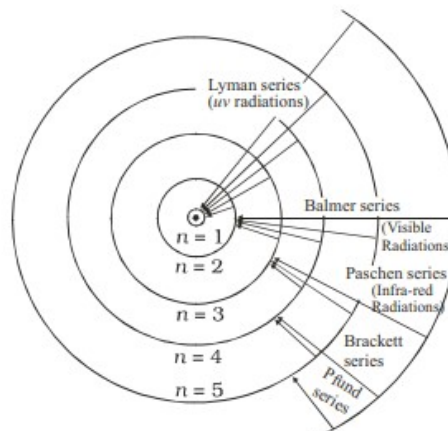 Lyman series
(uv radiations)
Balmer series
(Visible
Radiations
Paschen series
(Infra-red
Radiations)
Brackett
series
Pfund
series
n = 1
n = 2
n = 3
n = 4
n = 5